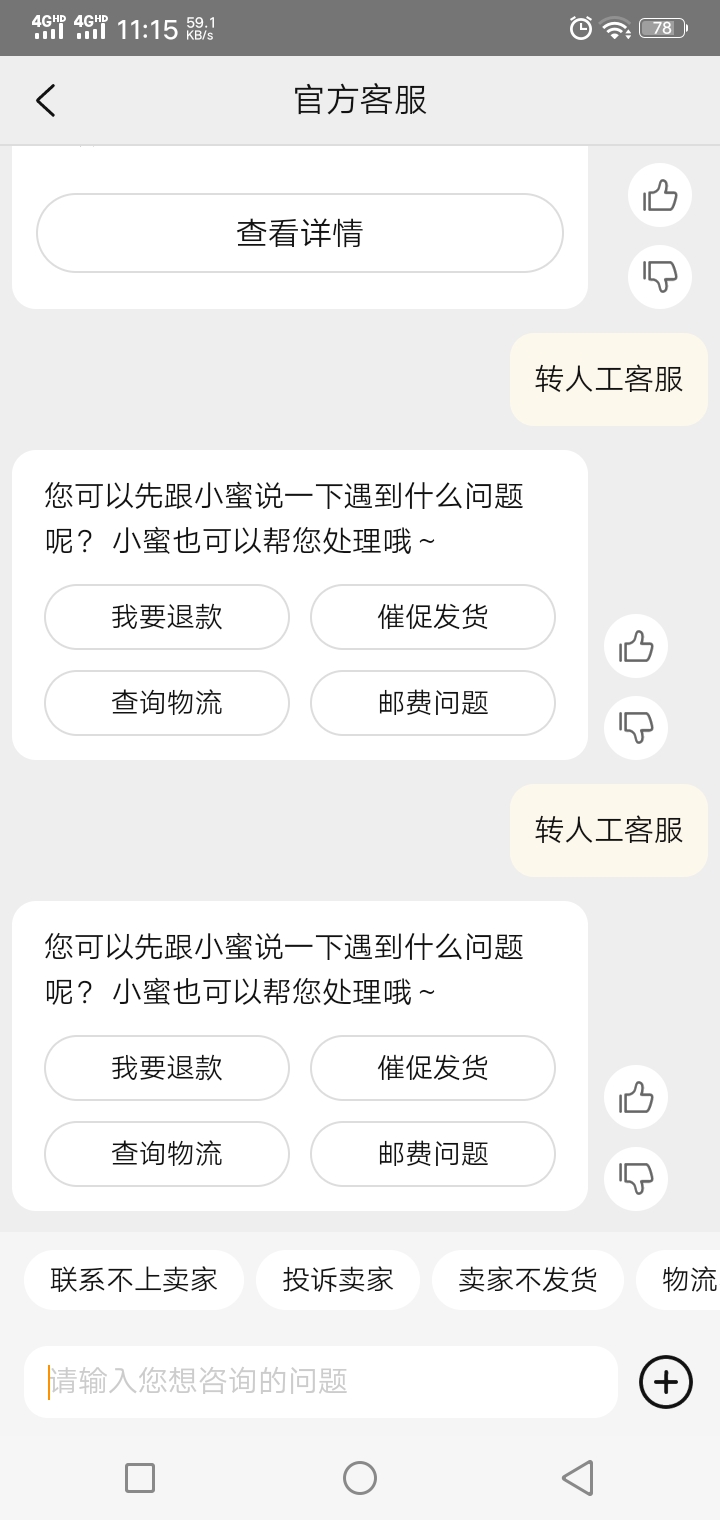 4GHD 4GHD 11:15 59.1 KB/s 78
官方客服
查看详情
转人工客服
您可以先跟小蜜说一下遇到什么问题
呢？ 小蜜也可以帮您处理哦～
我要退款 催促发货
查询物流 邮费问题
转人工客服
您可以先跟小蜜说一下遇到什么问题
呢？ 小蜜也可以帮您处理哦～
我要退款 催促发货
查询物流 邮费问题
联系不上卖家 投诉卖家 卖家不发货 物流
请输入您想咨询的问题